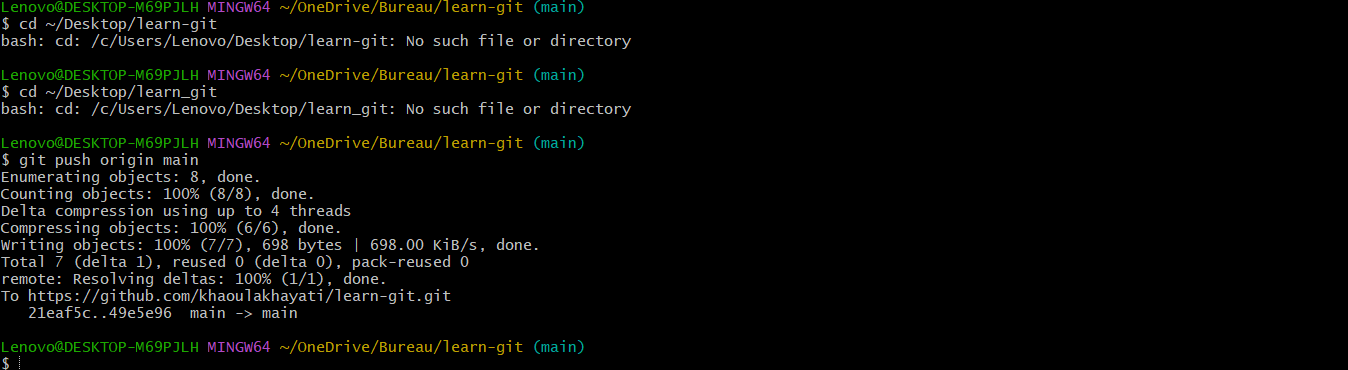 Lenovo@DESKTOP-M69PJLH MINGW64 ~/OneDrive/Bureau/learn-git (main)
$ cd ~/Desktop/learn-git
bash: cd: /c/Users/Lenovo/Desktop/learn-git: No such file or directory
Lenovo@DESKTOP-M69PJLH MINGW64 ~/OneDrive/Bureau/learn-git (main)
$ cd ~/Desktop/learn_git
bash: cd: /c/Users/Lenovo/Desktop/learn_git: No such file or directory
Lenovo@DESKTOP-M69PJLH MINGW64 ~/OneDrive/Bureau/learn-git (main)
$ git push origin main
Enumerating objects: 8, done.
Counting objects: 100% (8/8), done.
Delta compression using up to 4 threads
Compressing objects: 100% (6/6), done.
Writing objects: 100% (7/7), 698 bytes | 698.00 KiB/s, done.
Total 7 (delta 1), reused 0 (delta 0), pack-reused 0
remote: Resolving deltas: 100% (1/1), done.
To https://github.com/khaoulakhayati/learn-git.git
   21eaf5c..49e5e96  main -> main
Lenovo@DESKTOP-M69PJLH MINGW64 ~/OneDrive/Bureau/learn-git (main)
$